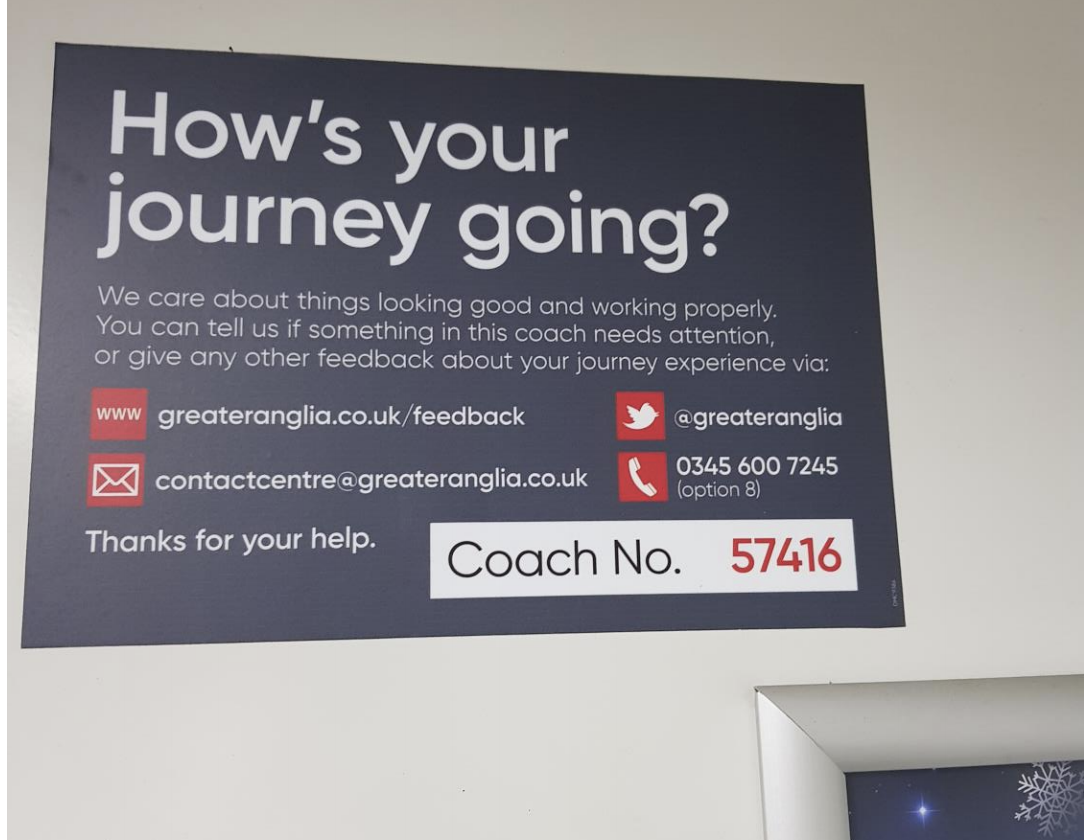 How's your
journey going?
We care about things looking good and working properly.
You can tell us if something in this coach needs attention,
or give any other feedback about your journey experience via:
www greateranglia.co.uk/feedback
@greateranglia
contactcentre@greateranglia.co.uk
0345 600 7245
(option 8)
Thanks for your help.
Coach No. 57416